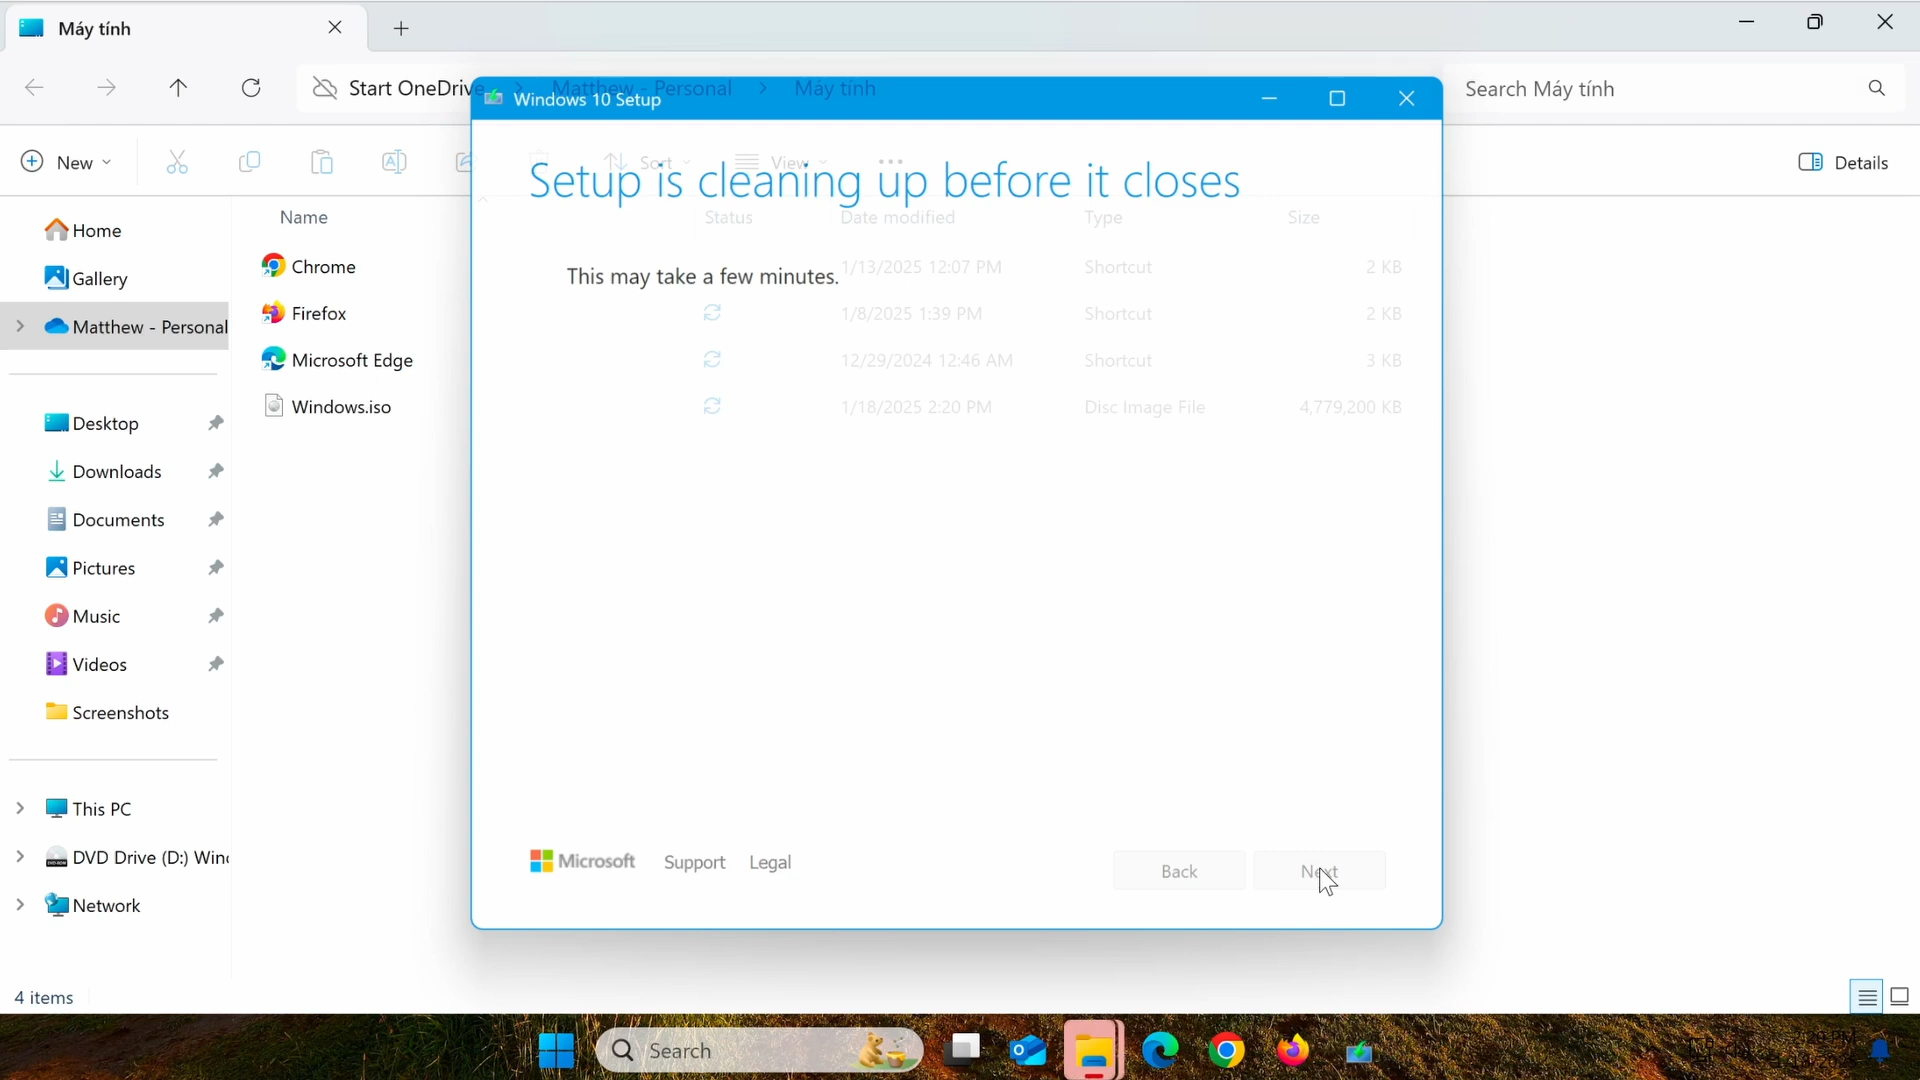 Máy tính
Start OneDrive
Matthew - Personal > Máy tính
Search Máy tính
Windows 10 Setup
New
Sort
View
Details
Setup is cleaning up before it closes
Name
Status
Date modified
Type
Size
Home
Gallery
Matthew - Personal
Chrome
1/13/2025 12:07 PM
Shortcut
2 KB
This may take a few minutes.
Firefox
1/8/2025 1:39 PM
Shortcut
2 KB
Microsoft Edge
12/29/2024 12:46 AM
Shortcut
3 KB
Windows.iso
1/18/2025 2:20 PM
Disc Image File
4,779,200 KB
Desktop
Downloads
Documents
Pictures
Music
Videos
Screenshots
This PC
DVD Drive (D:) Win
Network
Microsoft
Support
Legal
Back
Next
4 items
Search